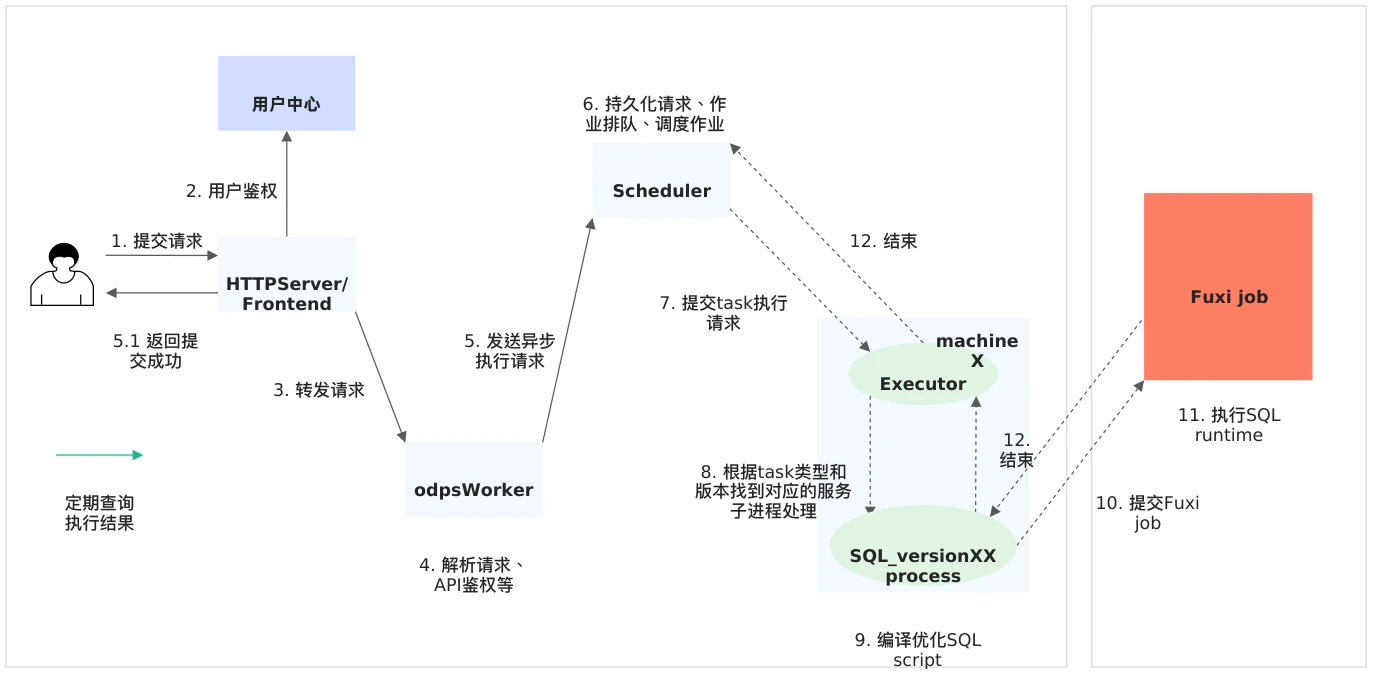 用户中心
2. 用户鉴权
1. 提交请求
HTTPServer/
Frontend
5.1 返回提
交成功
3. 转发请求
定期查询
执行结果
odpsWorker
4. 解析请求、
API鉴权等
5. 发送异步
执行请求
6. 持久化请求、作
业排队、调度作业
Scheduler
7. 提交task执行
请求
12. 结束
machine
X
Executor
8. 根据task类型和
版本找到对应的服务
子进程处理
12.
结束
SQL_versionXX
process
9. 编译优化SQL
script
10. 提交Fuxi
job
Fuxi job
11. 执行SQL
runtime